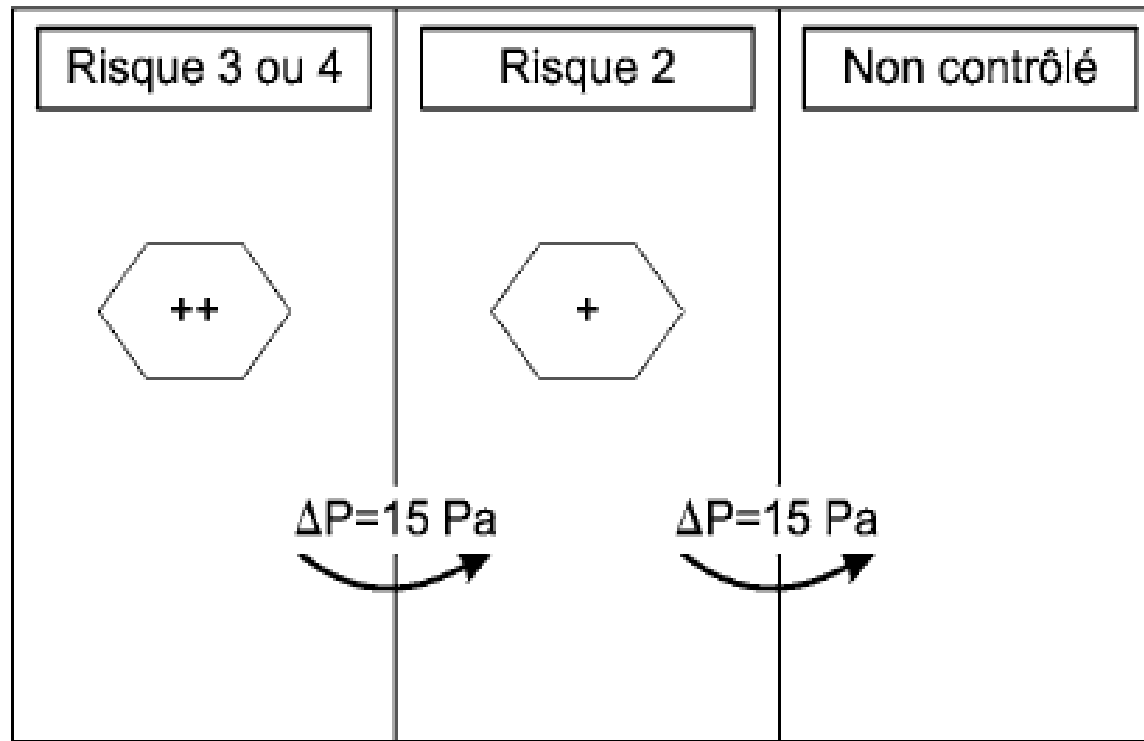 Risque 3 ou 4
Risque 2
Non contrôlé
++
+
ΔP=15 Pa
ΔP=15 Pa